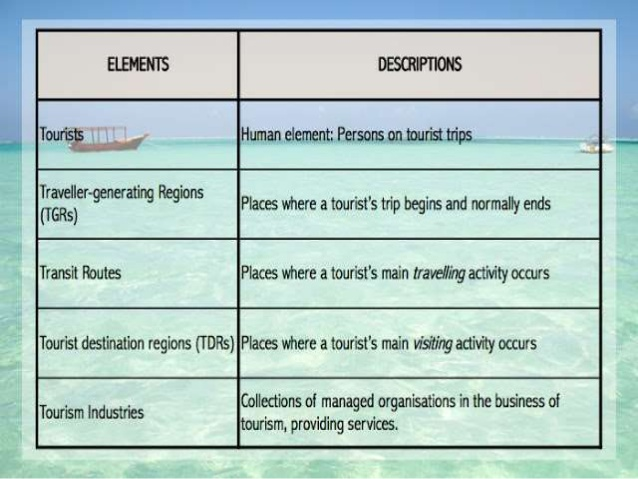 ELEMENTS DESCRIPTIONS
Tourists Human element: Persons on tourist trips
Traveller-generating Regions
(TGRs)
Places where a tourist's trip begins and normally ends
Transit Routes Places where a tourist's main travelling activity occurs
Tourist destination regions (TDRs) Places where a tourist's main visiting activity occurs
Tourism Industries
Collections of managed organisations in the business of
tourism, providing services.